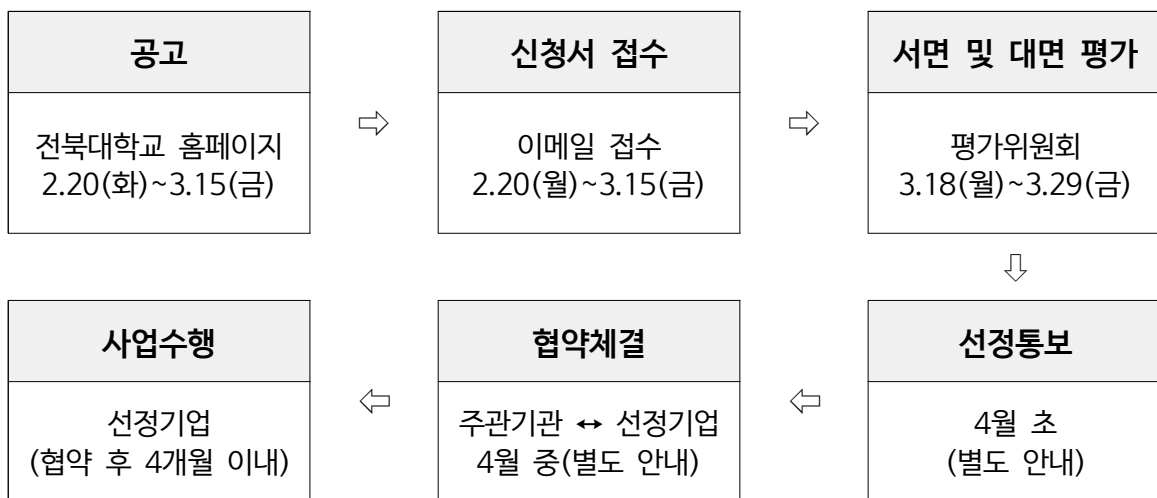 공고
전북대학교 홈페이지
2.20(화)~3.15(금)
⇨
신청서 접수
이메일 접수
2.20(월)~3.15(금)
⇨
서면 및 대면 평가
평가위원회
3.18(월)~3.29(금)
⇩
선정통보
4월 초
(별도 안내)
⇦
협약체결
주관기관 ↔ 선정기업
4월 중(별도 안내)
⇦
사업수행
선정기업
(협약 후 4개월 이내)